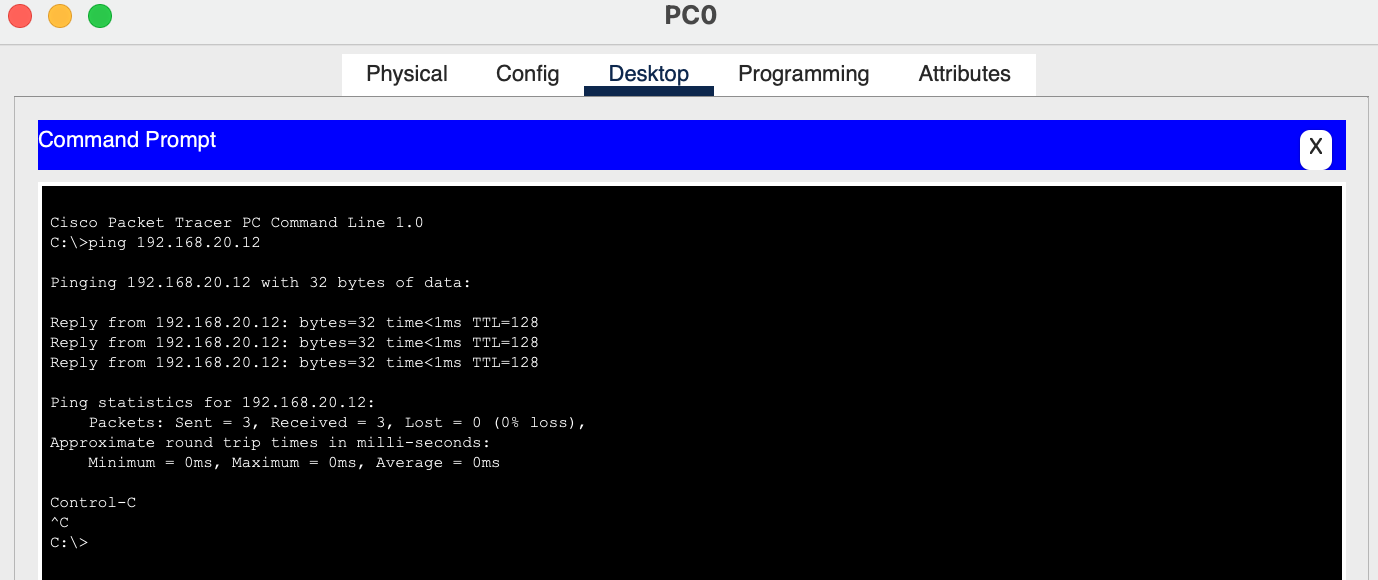 PC0
Physical Config Desktop Programming Attributes
Command Prompt
X
Cisco Packet Tracer PC Command Line 1.0
C:\>ping 192.168.20.12
Pinging 192.168.20.12 with 32 bytes of data:
Reply from 192.168.20.12: bytes=32 time<1ms TTL=128
Reply from 192.168.20.12: bytes=32 time<1ms TTL=128
Reply from 192.168.20.12: bytes=32 time<1ms TTL=128
Ping statistics for 192.168.20.12:
Packets: Sent = 3, Received = 3, Lost = 0 (0% loss),
Approximate round trip times in milli-seconds:
Minimum = 0ms, Maximum = 0ms, Average = 0ms
Control-C
^C
C:\>